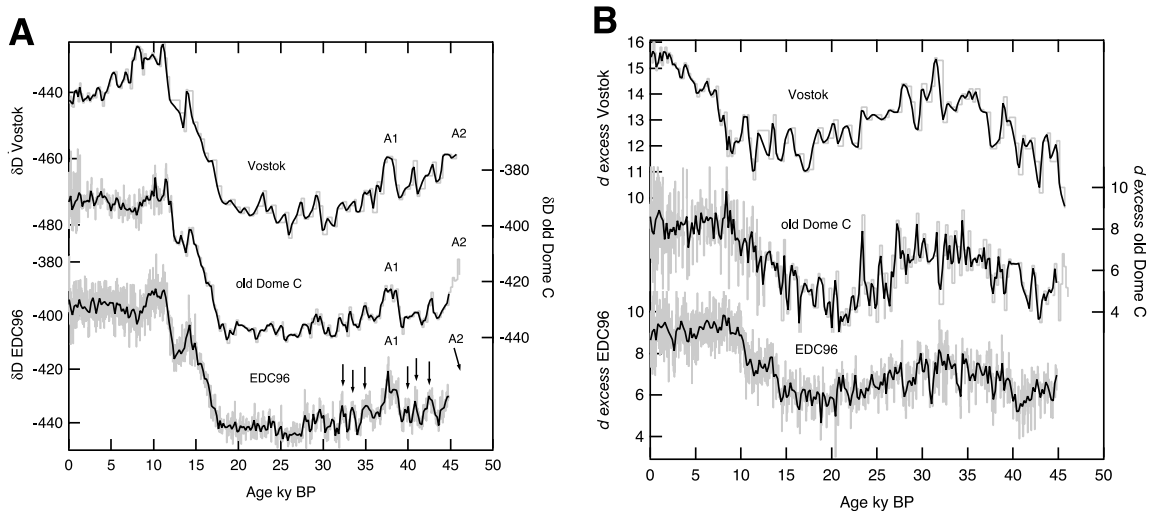 A
δD Vostok
-440
-460
-480
-380
-400
-420
-440
δD EDC96
Vostok
old Dome C
EDC96
A1
A2
A2
A1
A2
-380
-400
-420
-440
δD old Dome C
0 5 10 15 20 25 30 35 40 45 50
Age ky BP
B
d excess Vostok
16
15
14
13
12
11
10
10
8
6
4
d excess EDC96
Vostok
old Dome C
EDC96
10
8
6
4
d excess old Dome C
0 5 10 15 20 25 30 35 40 45 50
Age ky BP